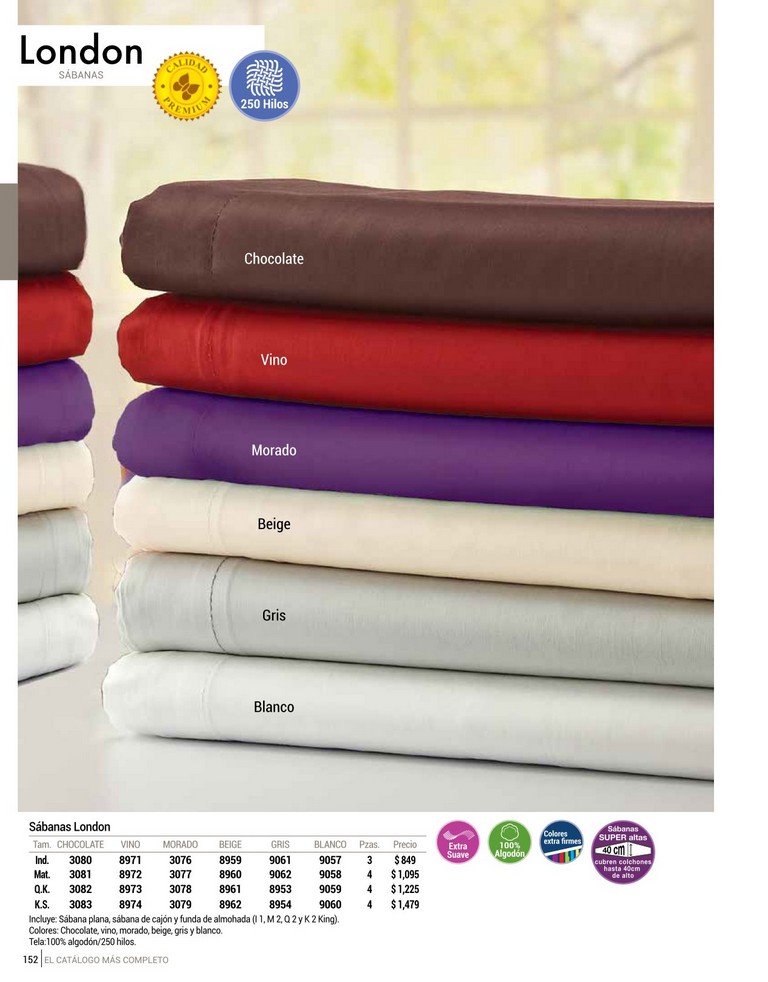 London
SÁBANAS
CALIDAD
PREMIUM
250 Hilos
Chocolate
Vino
Morado
Beige
Gris
Blanco
Sábanas London
Tam. CHOCOLATE VINO MORADO BEIGE GRIS BLANCO Pzas. Precio
Ind. 3080 8971 3076 8959 9061 9057 3 $ 849
Mat. 3081 8972 3077 8960 9062 9058 4 $ 1,095
Q.K. 3082 8973 3078 8961 8953 9059 4 $ 1,225
K.S. 3083 8974 3079 8962 8954 9060 4 $ 1,479
Incluye: Sábana plana, sábana de cajón y funda de almohada (I 1, M 2, Q 2 y K 2 King).
Colores: Chocolate, vino, morado, beige, gris y blanco.
Tela:100% algodón/250 hilos.
Extra
Suave
100%
Algodón
Colores
extra firmes
Sábanas
SUPER altas
40 cm
cubren colchones
hasta 40cm
de alto
152 EL CATÁLOGO MÁS COMPLETO